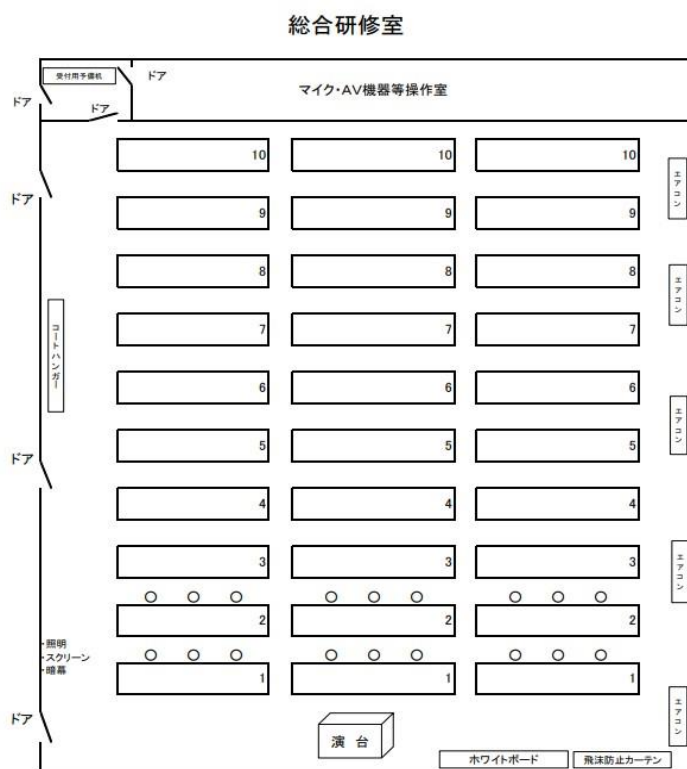 総合研修室
受付用予備机
ドア
マイク・AV機器等操作室
ドア
ドア
10 10 10
エアコン
ドア
9 9 9
8 8 8
エアコン
コートハンガー
7 7 7
6 6 6
エアコン
5 5 5
ドア
4 4 4
3 3 3
エアコン
2 2 2
照明
スクリーン
暗幕
1 1 1
エアコン
ドア
演台
ホワイトボード
飛沫防止カーテン